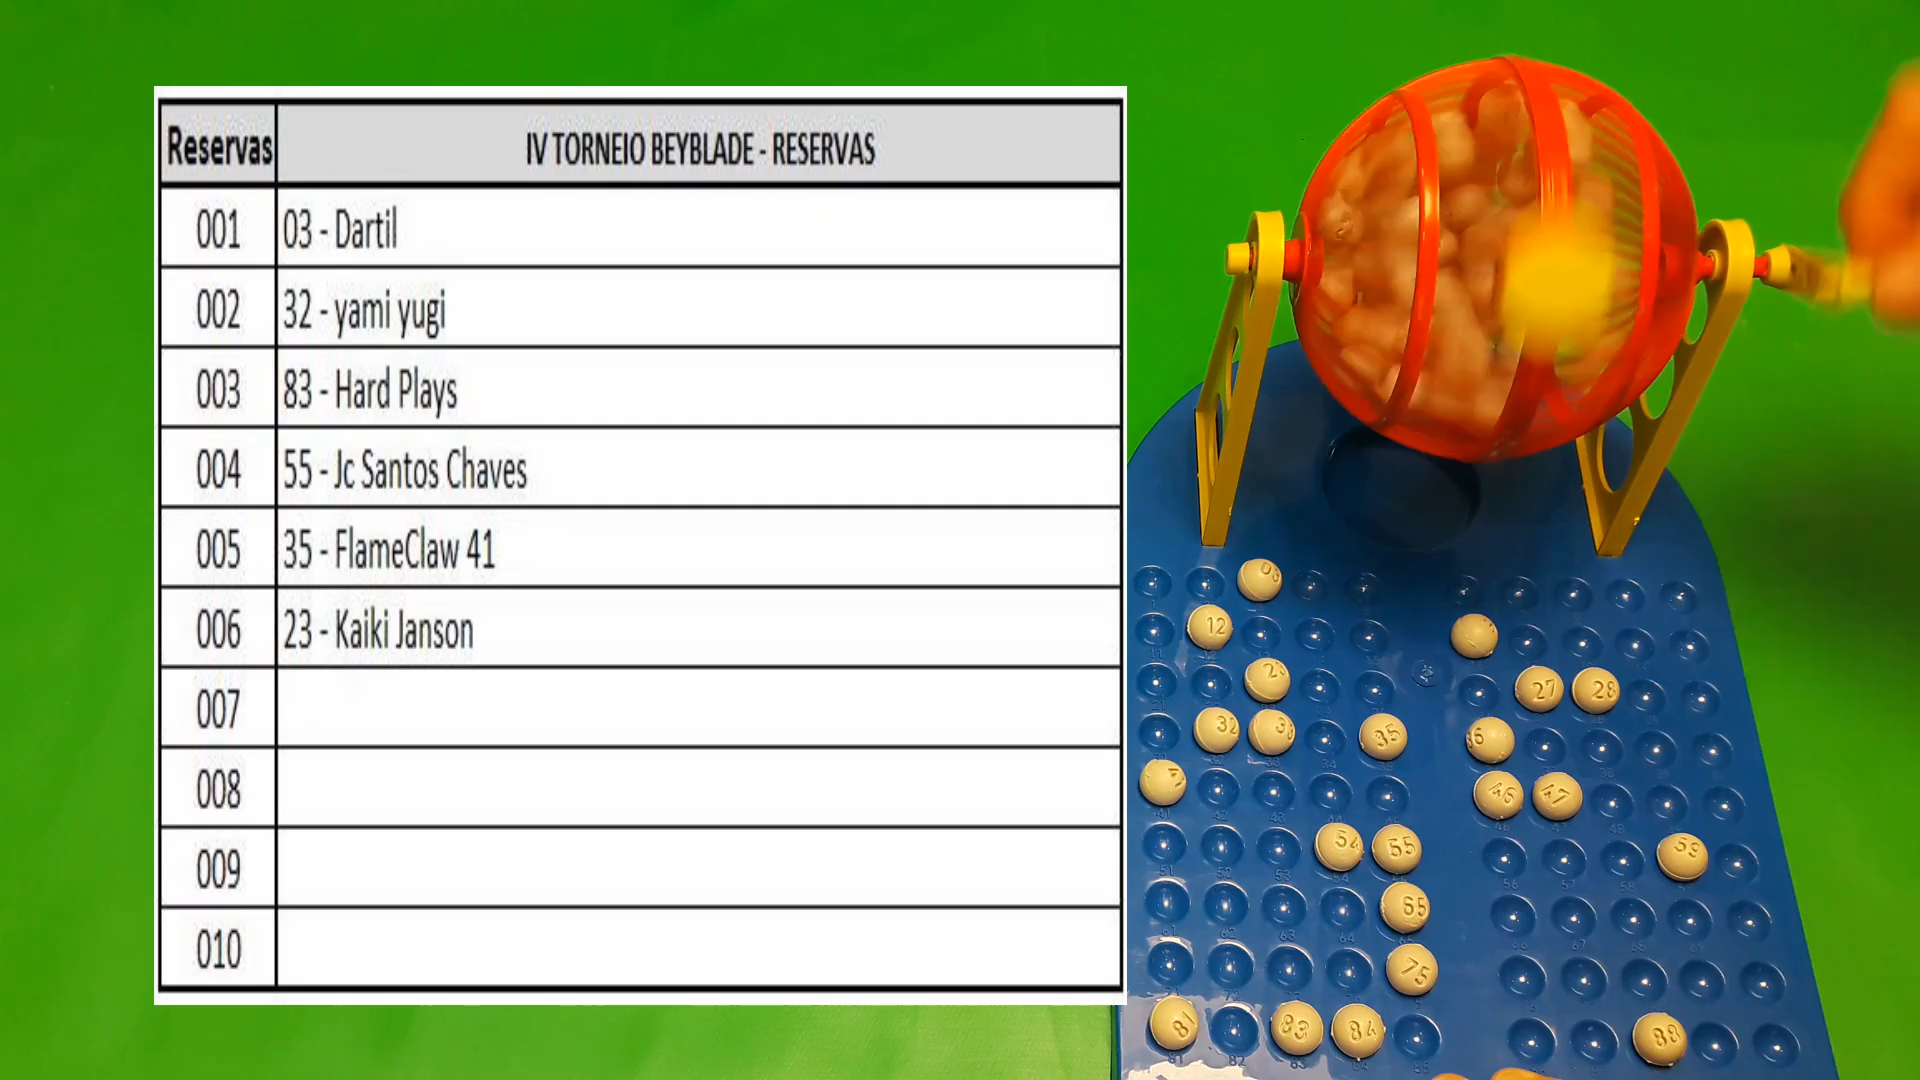 Reservas IV TORNEIO BEYBLADE - RESERVAS
001 03 - Dartil
002 32 - yami yugi
003 83 - Hard Plays
004 55 - Jc Santos Chaves
005 35 - FlameClaw 41
006 23 - Kaiki Janson
007
008
009
010
03
12
27 28
32 35
46 47
54 55 59
65
75
81 83 84 88